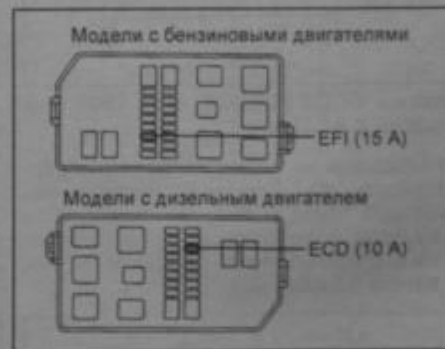 Модели с бензиновыми двигателями
EFI (15 A)
Модели с дизельным двигателем
ECD (10 A)